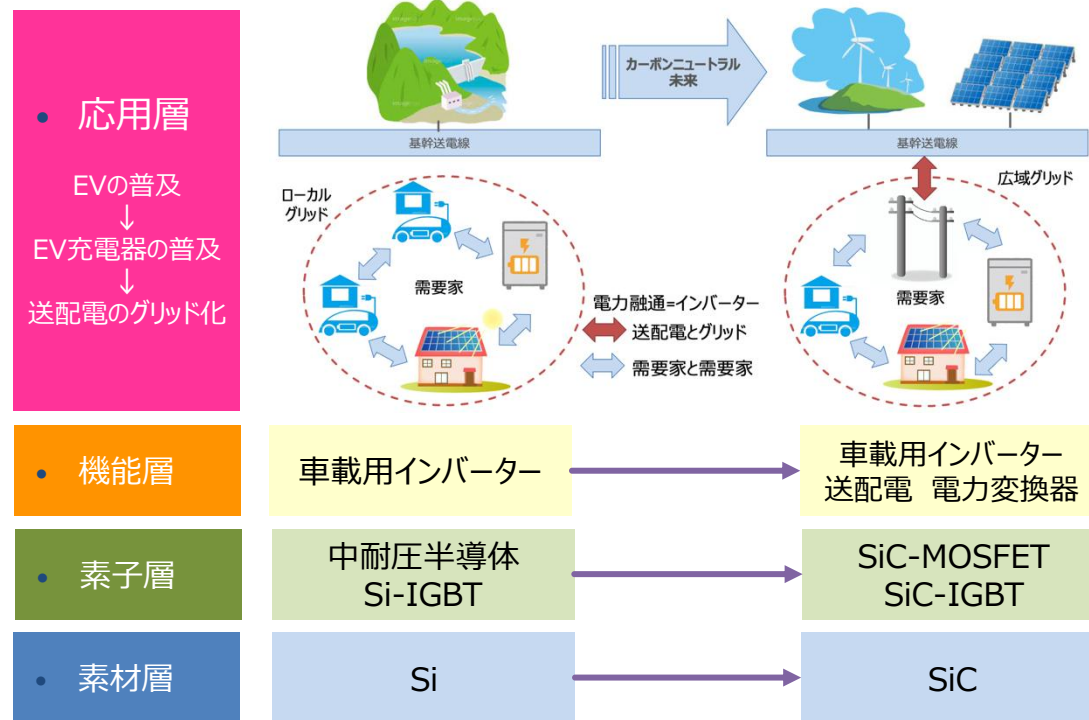 • 応用層
EVの普及
↓
EV充電器の普及
↓
送配電のグリッド化
カーボンニュートラル
未来
基幹送電線
基幹送電線
ローカル
グリッド
需要家
電力融通=インバーター
送配電とグリッド
需要家と需要家
広域グリッド
需要家
• 機能層
車載用インバーター
車載用インバーター
送配電 電力変換器
• 素子層
中耐圧半導体
Si-IGBT
SiC-MOSFET
SiC-IGBT
• 素材層
Si
SiC